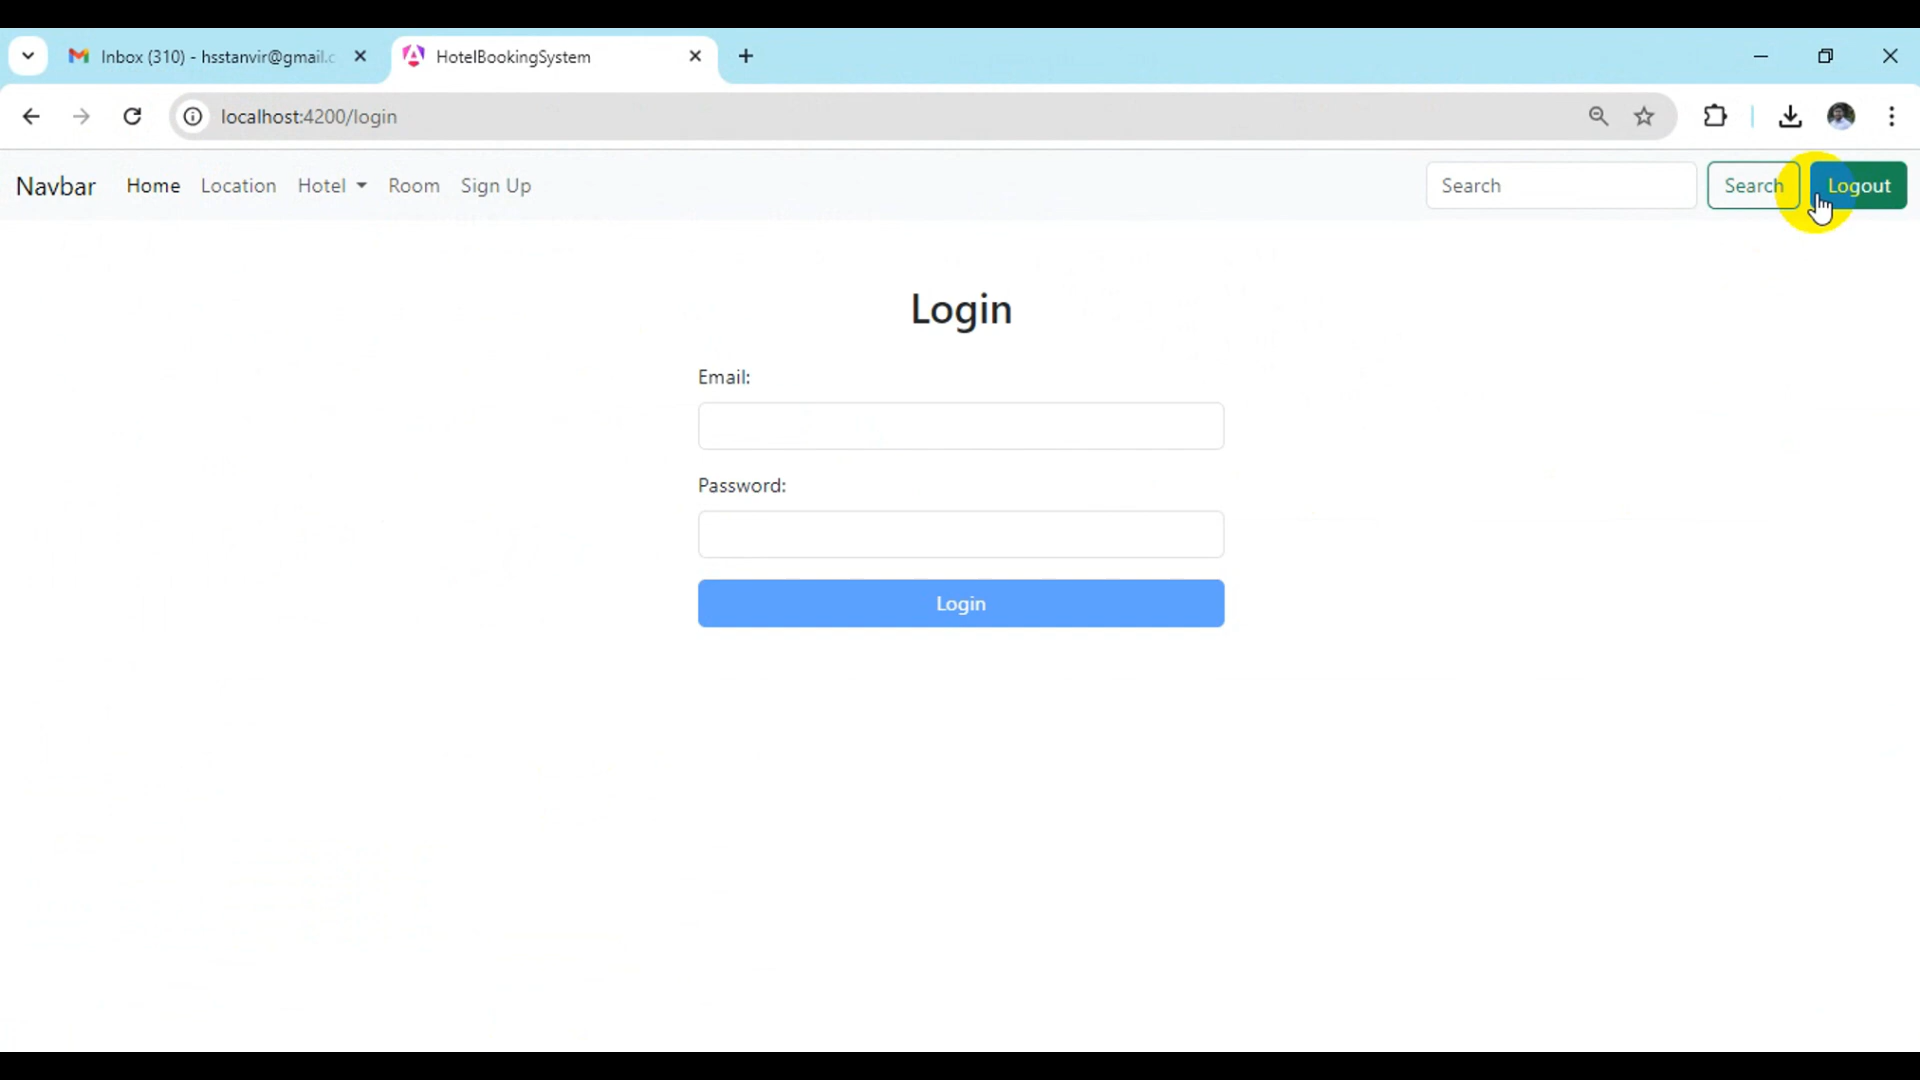 Inbox (310) - hsstanvir@gmail.c
HotelBookingSystem
localhost:4200/login
Navbar Home Location Hotel Room Sign Up Search Search Logout
Login
Email:
Password:
Login